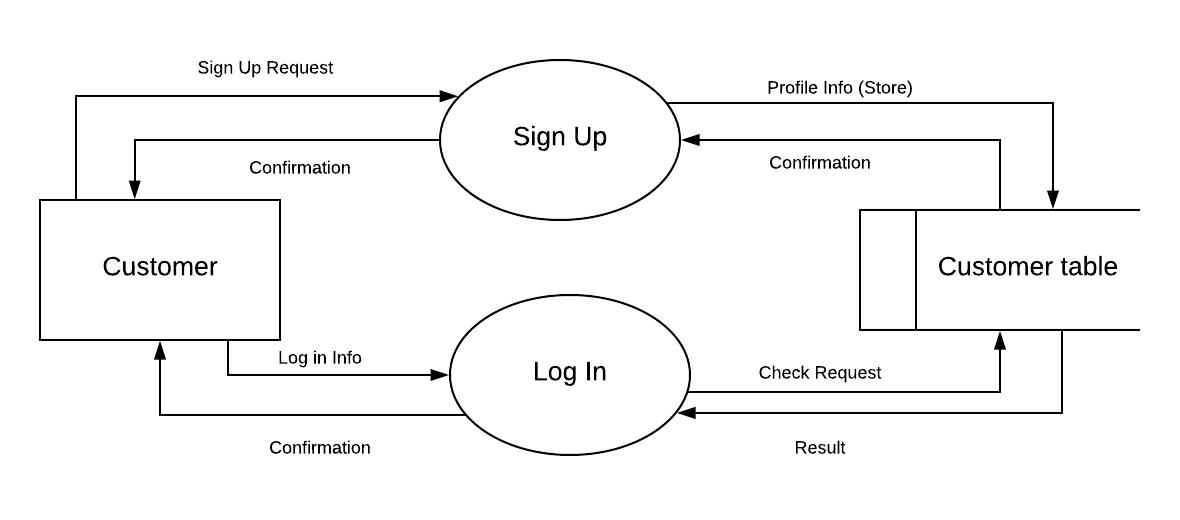 Sign Up Request
Profile Info (Store)
Sign Up
Confirmation
Confirmation
Customer
Customer table
Log in Info
Log In
Check Request
Confirmation
Result